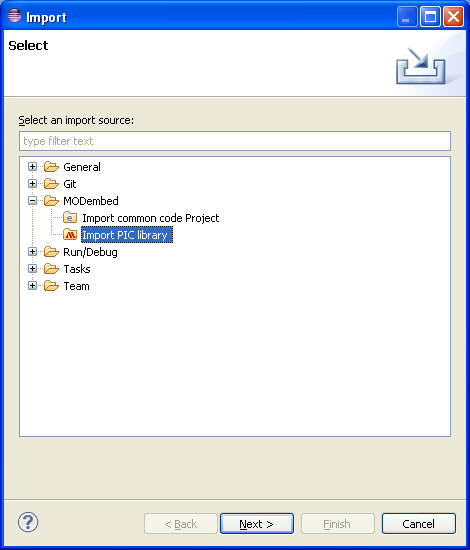 Import
Select
Select an import source:
type filter text
General
Git
MODembed
Import common code Project
Import PIC library
Run/Debug
Tasks
Team
? < Back Next > Finish Cancel